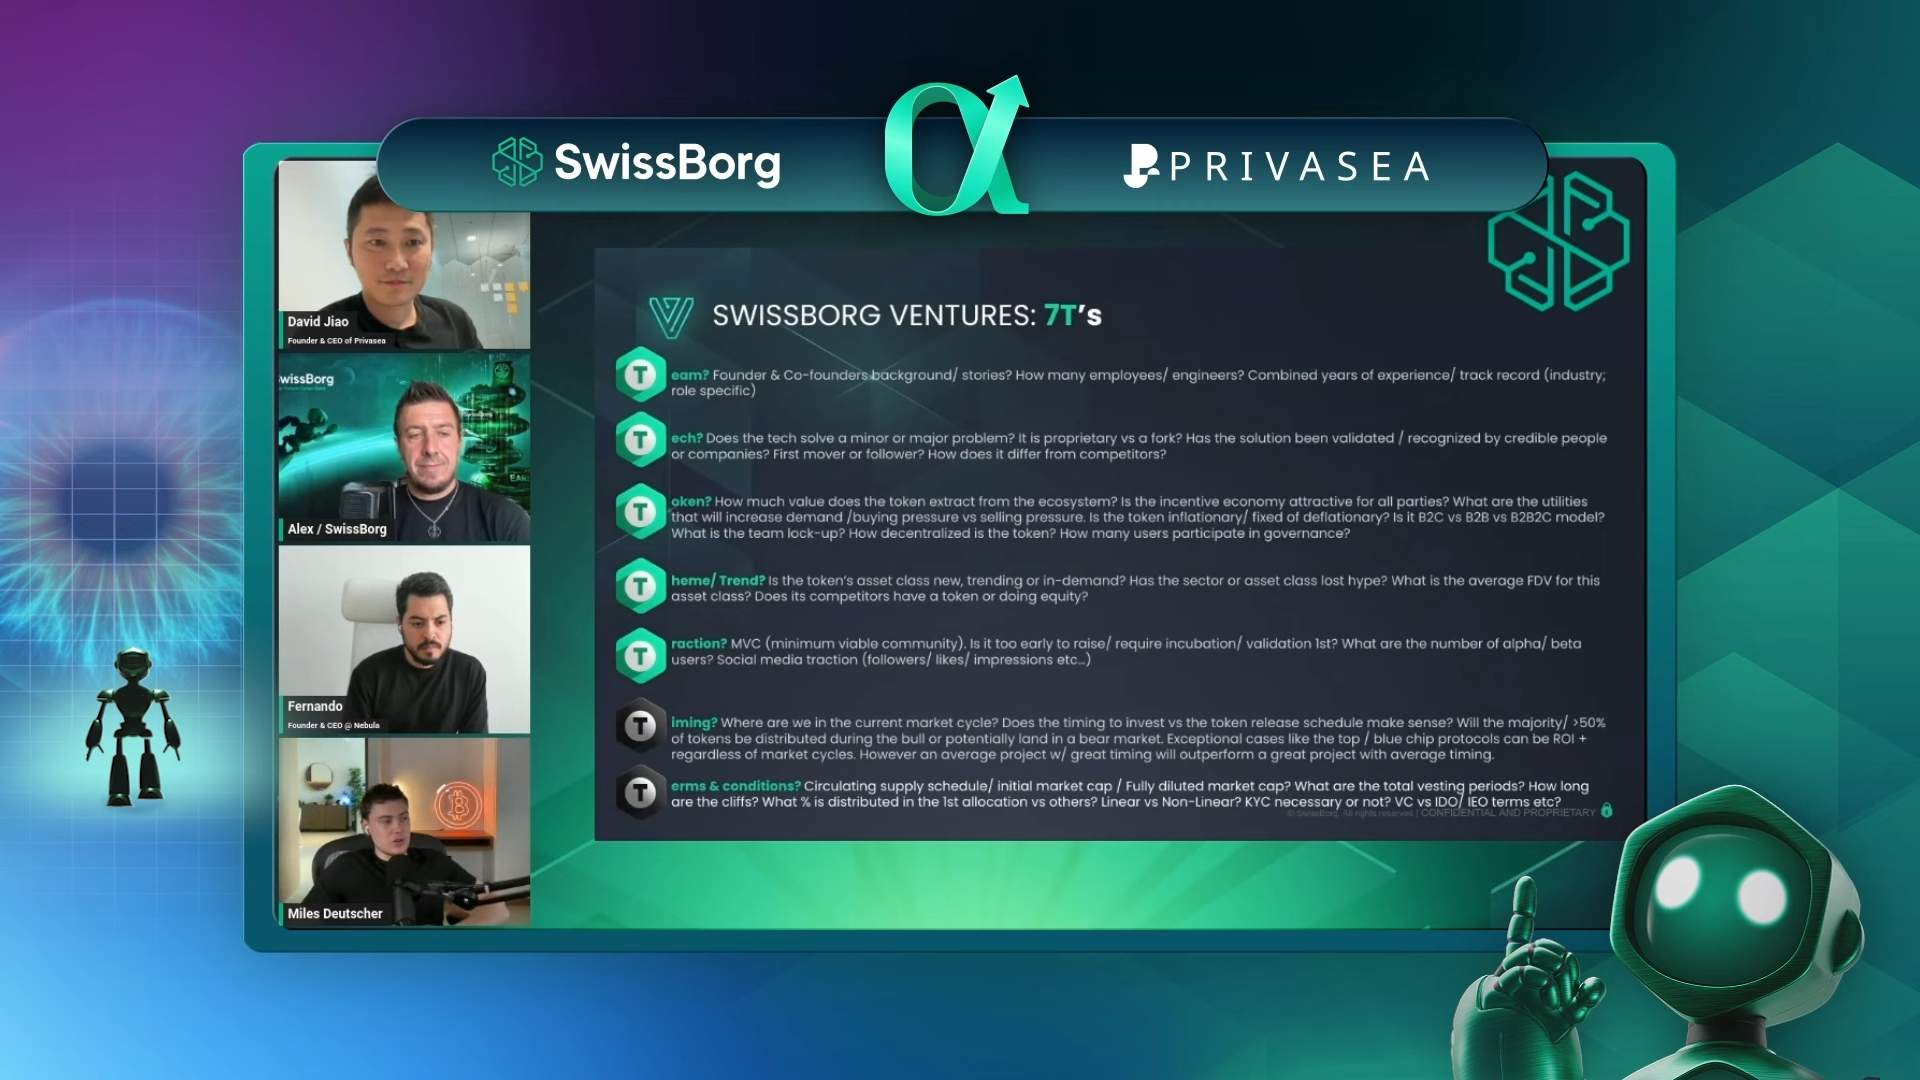 SwissBorg
PRIVASEA
David Jiao
Founder & CEO of Privasea
wissBorg
Alex / SwissBorg
Fernando
Founder & CEO @ Nebula
Miles Deutscher
SWISSBORG VENTURES: 7T's
Team? Founder & Co-founders background/ stories? How many employees/ engineers? Combined years of experience/ track record (industry;
role specific)
Tech? Does the tech solve a minor or major problem? It is proprietary vs a fork? Has the solution been validated / recognized by credible people
or companies? First mover or follower? How does it differ from competitors?
Token? How much value does the token extract from the ecosystem? Is the incentive economy attractive for all parties? What are the utilities
that will increase demand /buying pressure vs selling pressure. Is the token inflationary/ fixed of deflationary? Is it B2C vs B2B vs B2B2C model?
What is the team lock-up? How decentralized is the token? How many users participate in governance?
Theme/ Trend? Is the token's asset class new, trending or in-demand? Has the sector or asset class lost hype? What is the average FDV for this
asset class? Does its competitors have a token or doing equity?
Traction? MVC (minimum viable community). Is it too early to raise/ require incubation/ validation 1st? What are the number of alpha/ beta
users? Social media traction (followers/ likes/ impressions etc...)
Timing? Where are we in the current market cycle? Does the timing to invest vs the token release schedule make sense? Will the majority/ >50%
of tokens be distributed during the bull or potentially land in a bear market. Exceptional cases like the top / blue chip protocols can be ROI +
regardless of market cycles. However an average project w/ great timing will outperform a great project with average timing.
Terms & conditions? Circulating supply schedule/ initial market cap / Fully diluted market cap? What are the total vesting periods? How long
are the cliffs? What % is distributed in the 1st allocation vs others? Linear vs Non-Linear? KYC necessary or not? VC vs IDO/ IEO terms etc?
© SwissBorg. All rights reserved | CONFIDENTIAL AND PROPRIETARY